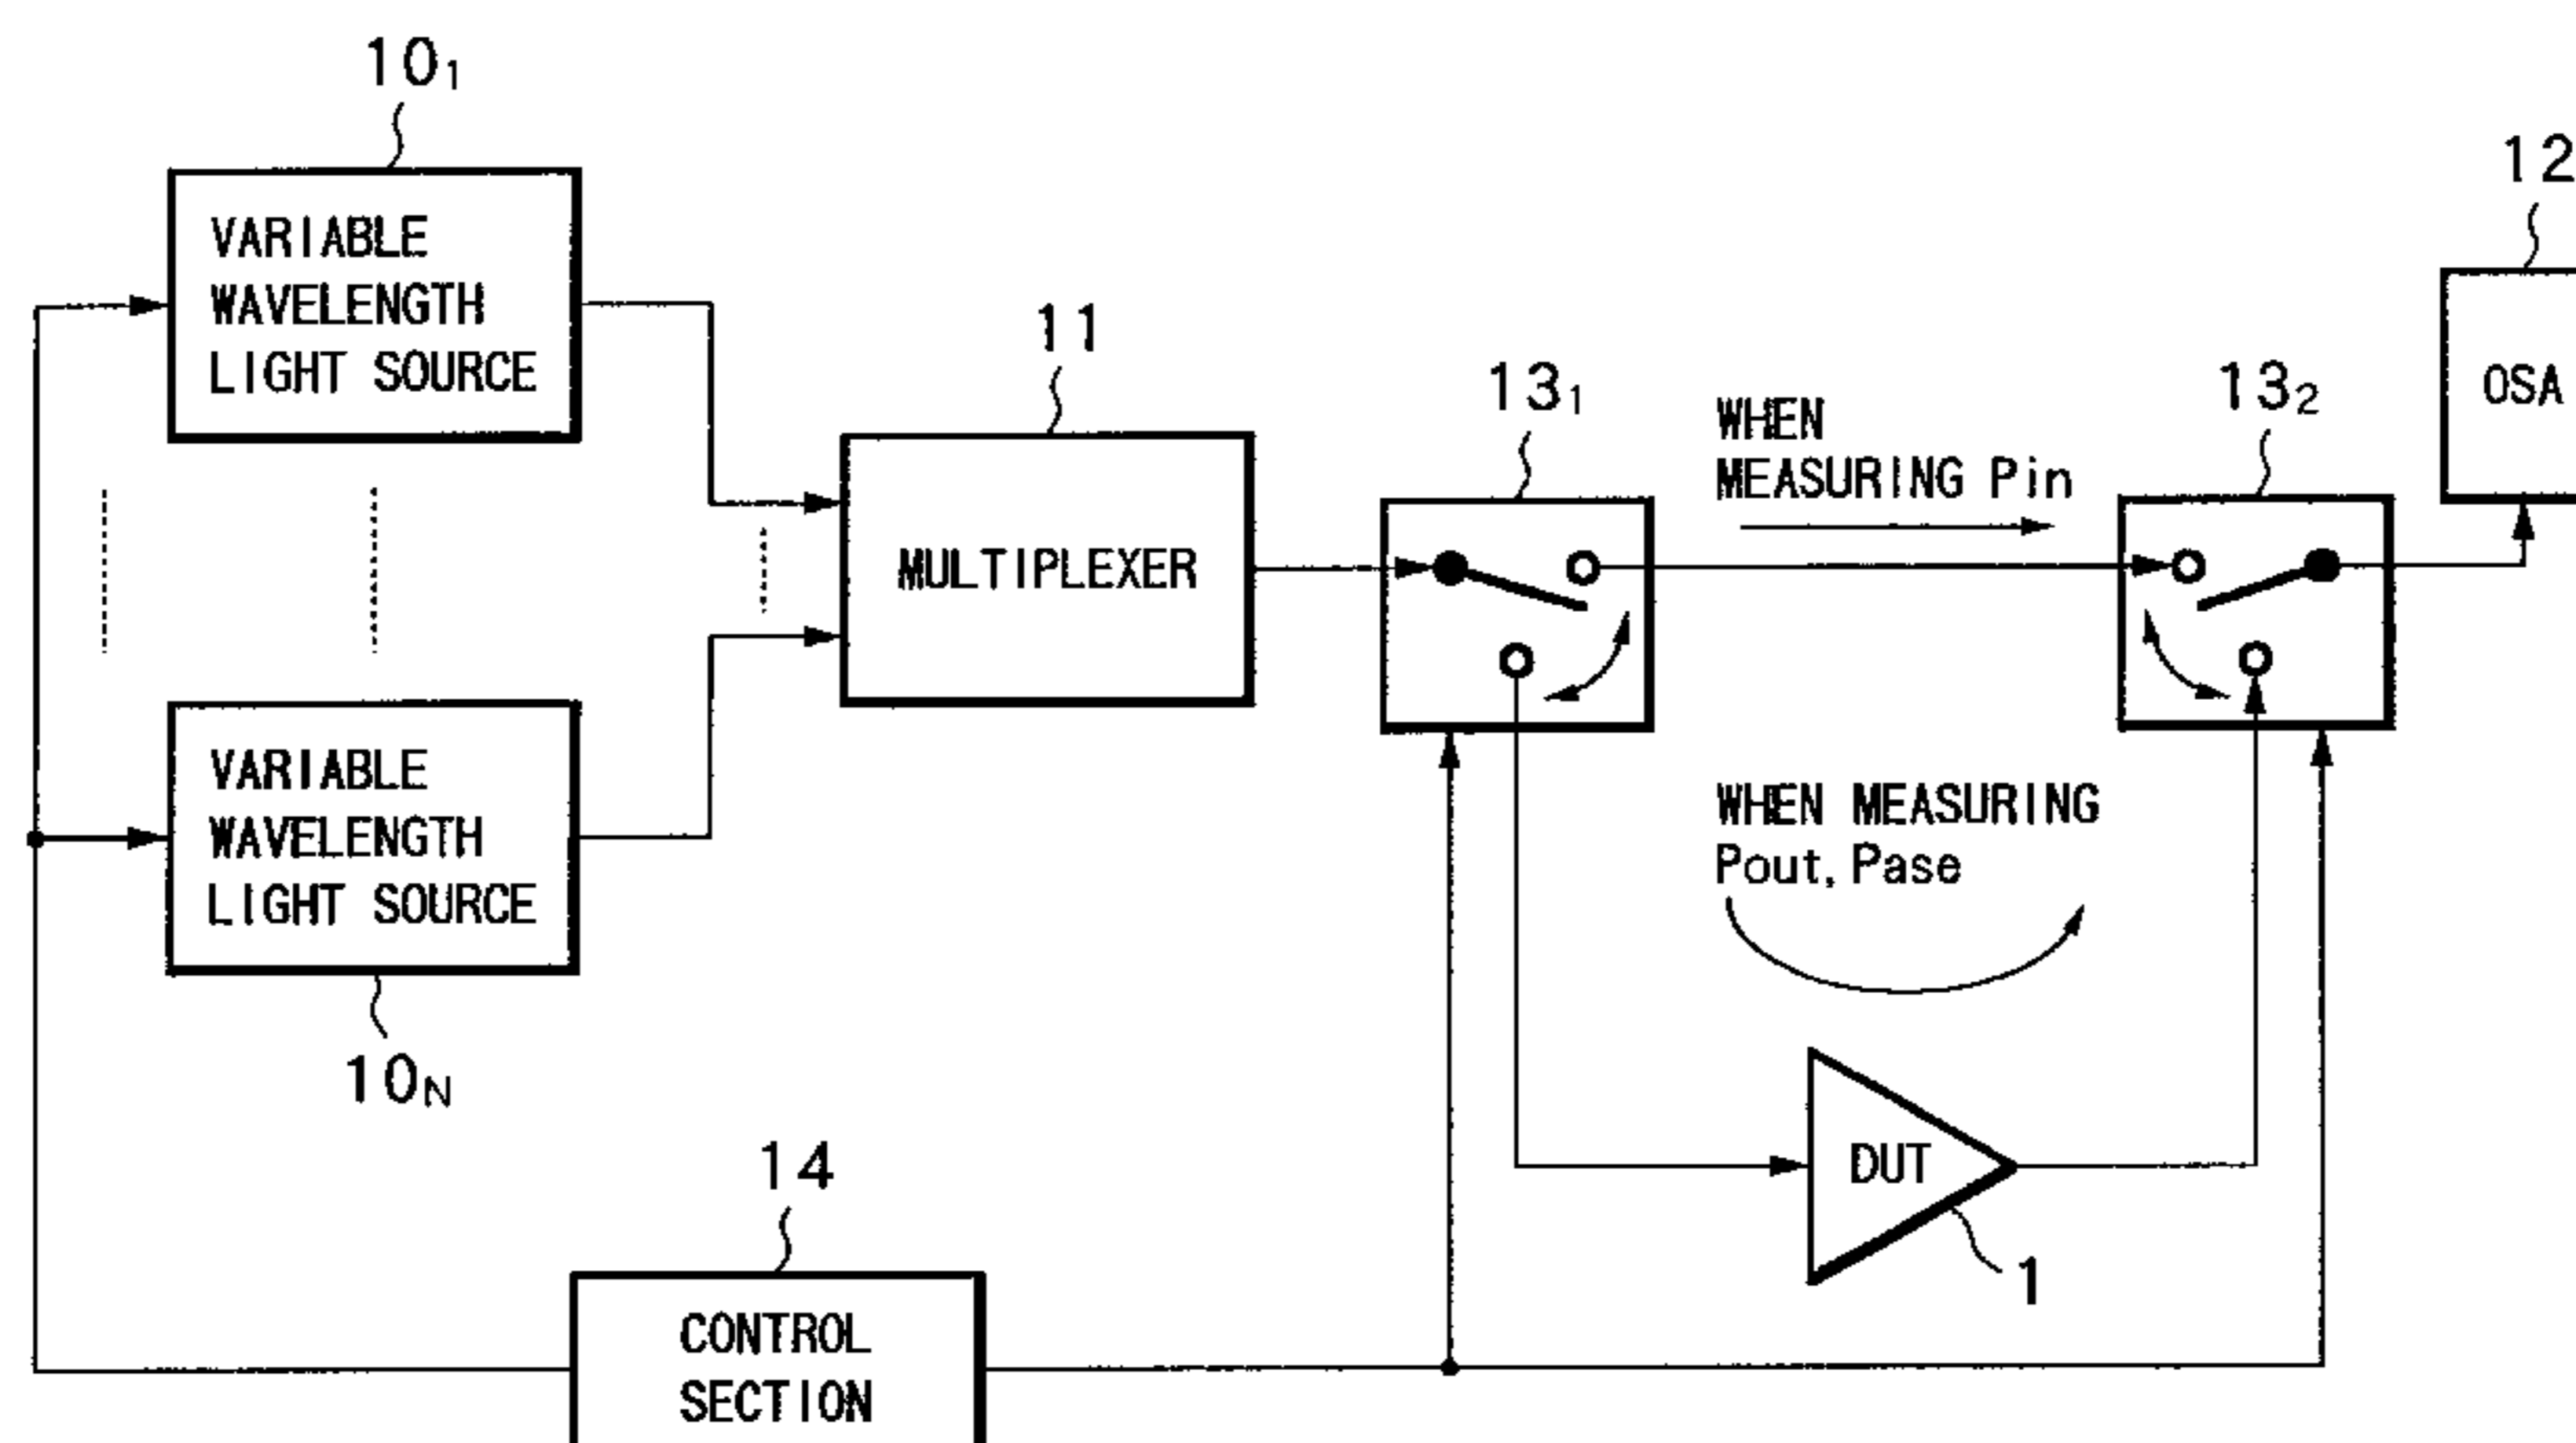 10₁
VARIABLE
WAVELENGTH
LIGHT SOURCE
11
MULTIPLEXER
13₁
WHEN
MEASURING Pin
13₂
12
OSA
VARIABLE
WAVELENGTH
LIGHT SOURCE
10N
WHEN MEASURING
Pout, Pase
DUT
1
14
CONTROL
SECTION